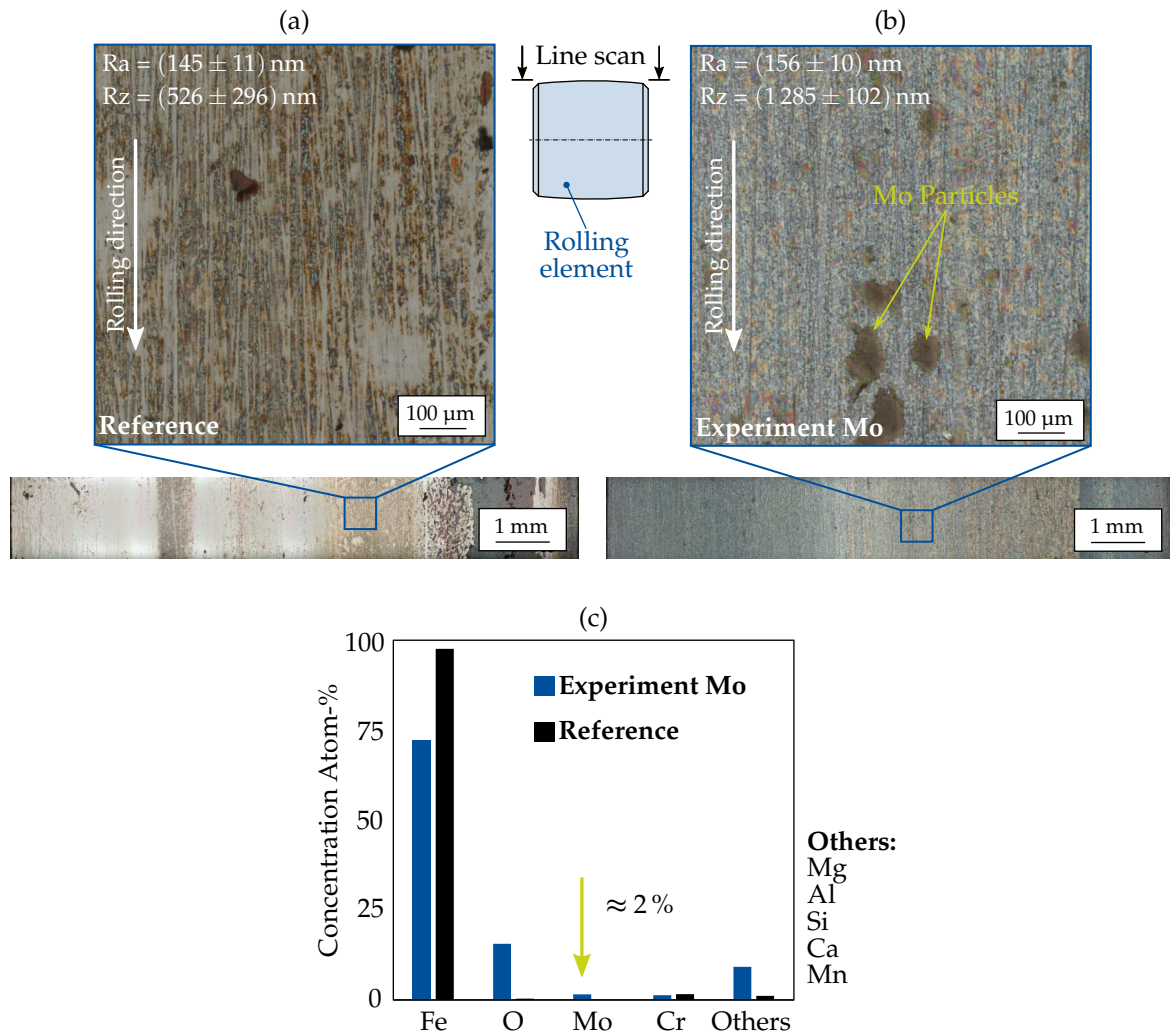 (a)
Ra = (145 ± 11) nm
Rz = (526 ± 296) nm
Rolling direction
Reference
100 µm
1 mm
Line scan
Rolling
element
(b)
Ra = (156 ± 10) nm
Rz = (1 285 ± 102) nm
Rolling direction
Mo Particles
Experiment Mo
100 µm
1 mm
(c)
Concentration Atom-%
100
75
50
25
0
Experiment Mo
Reference
≈ 2 %
Fe O Mo Cr Others
Others:
Mg
Al
Si
Ca
Mn